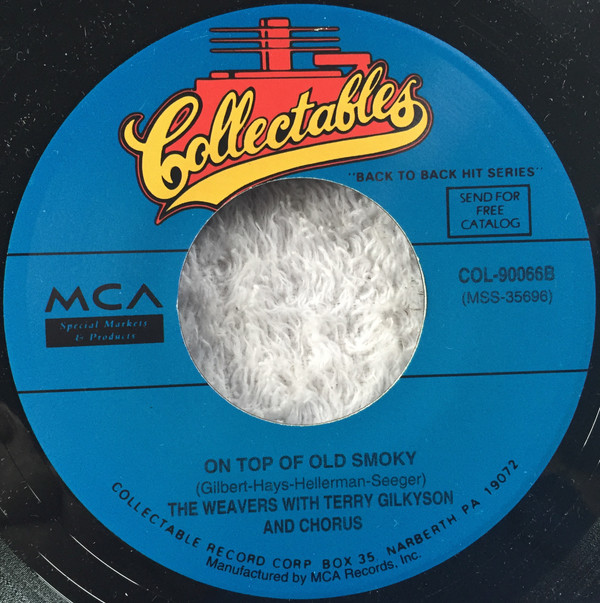 Collectables
"BACK TO BACK HIT SERIES"
SEND FOR
FREE
CATALOG
MCA
Special Markets
& Products
COL-90066B
(MSS-35696)
ON TOP OF OLD SMOKY
(Gilbert-Hays-Hellerman-Seeger)
THE WEAVERS WITH TERRY GILKYSON
AND CHORUS
COLLECTABLE RECORD CORP BOX 35 NARBERTH PA 19072
Manufactured by MCA Records, Inc.